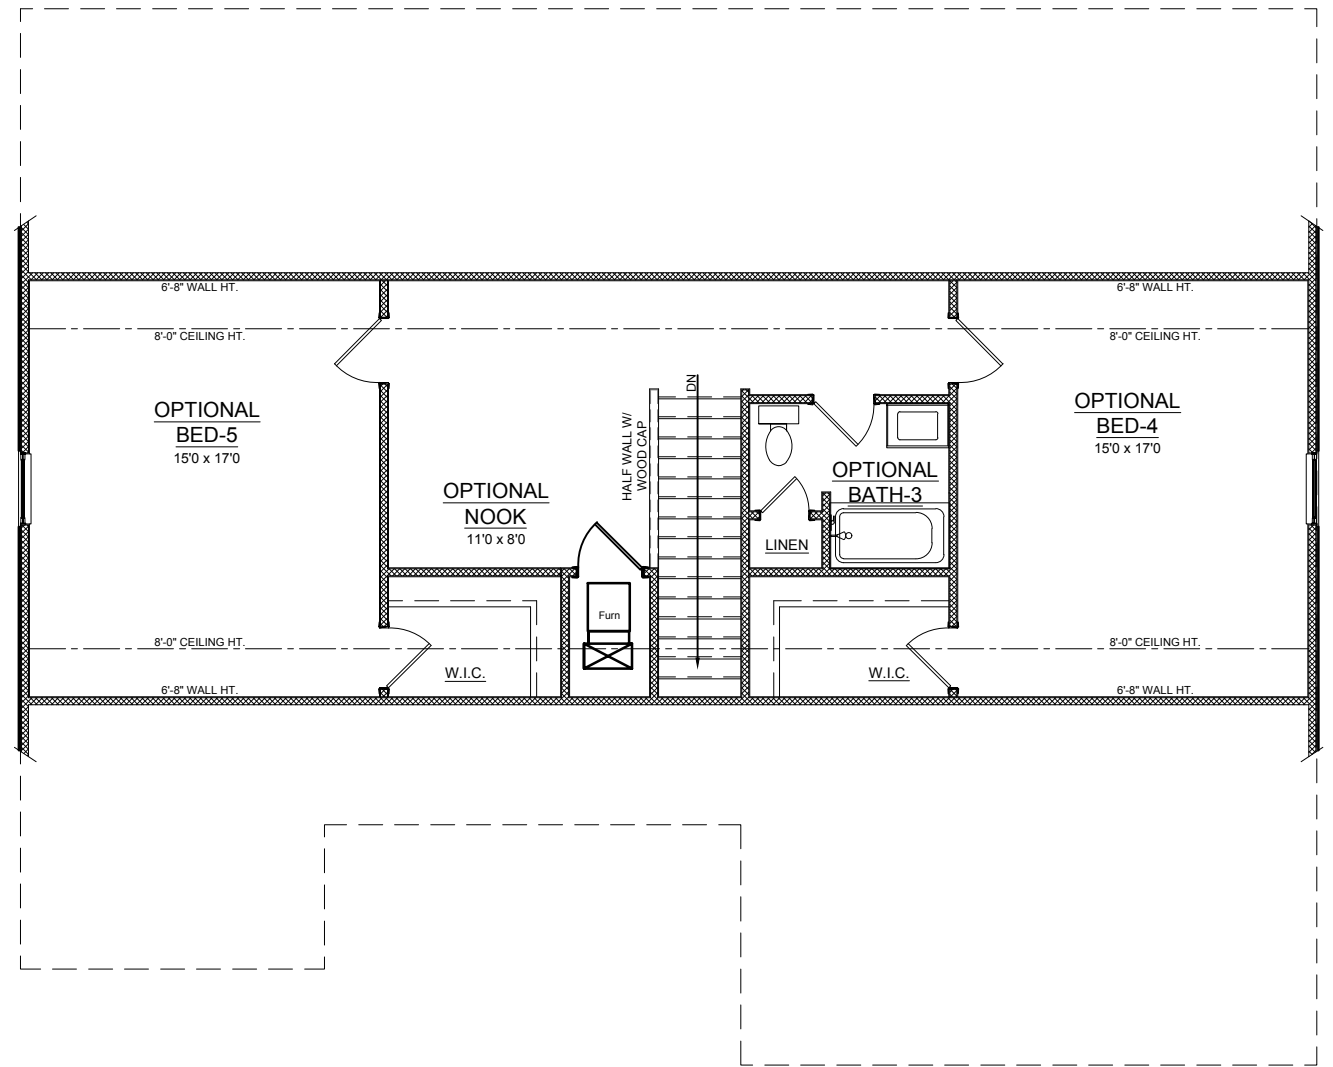 6'-8" WALL HT.
6'-8" WALL HT.
8'-0" CEILING HT.
8'-0" CEILING HT.
OPTIONAL
BED-5
15'0 x 17'0
OPTIONAL
NOOK
11'0 x 8'0
HALF WALL W/
WOOD CAP
DN
OPTIONAL
BATH-3
LINEN
OPTIONAL
BED-4
15'0 x 17'0
Furn
8'-0" CEILING HT.
8'-0" CEILING HT.
W.I.C.
W.I.C.
6'-8" WALL HT.
6'-8" WALL HT.